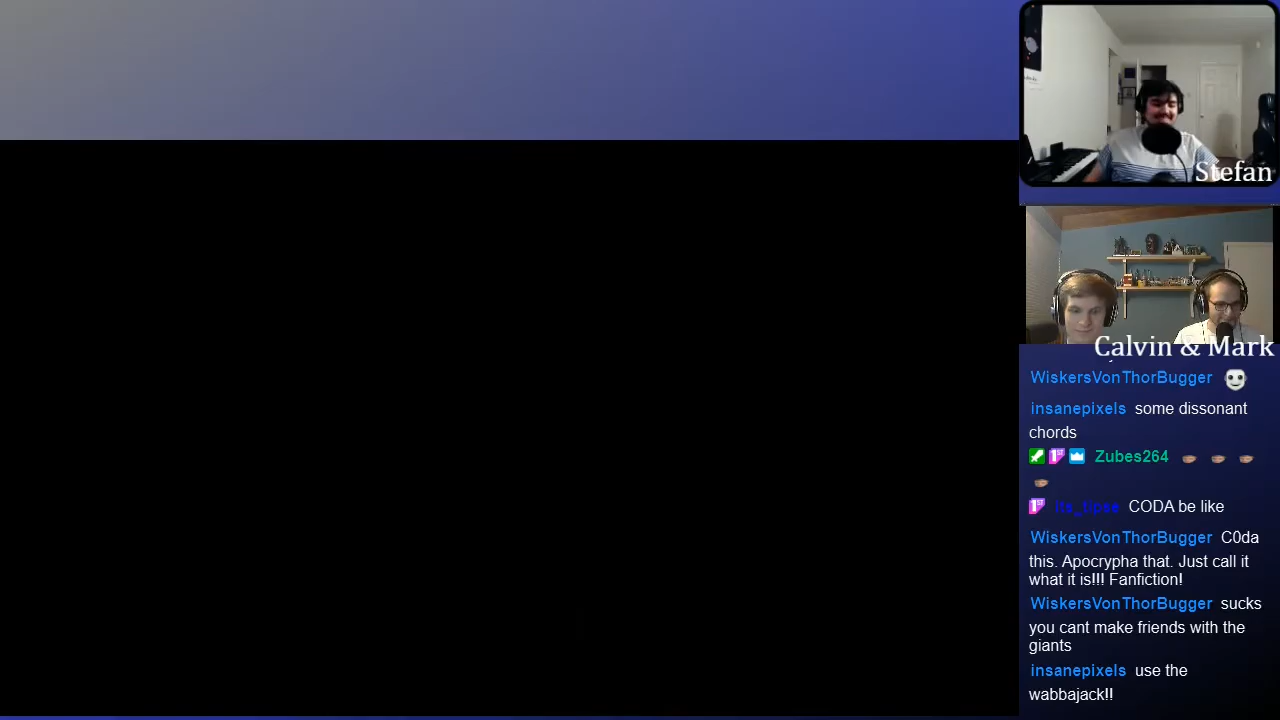 Stefan
Calvin & Mark
WiskersVonThorBugger
insanepixels some dissonant
chords
Zubes264
CODA be like
WiskersVonThorBugger C0da
this. Apocrypha that. Just call it
what it is!!! Fanfiction!
WiskersVonThorBugger sucks
you cant make friends with the
giants
insanepixels use the
wabbajack!!